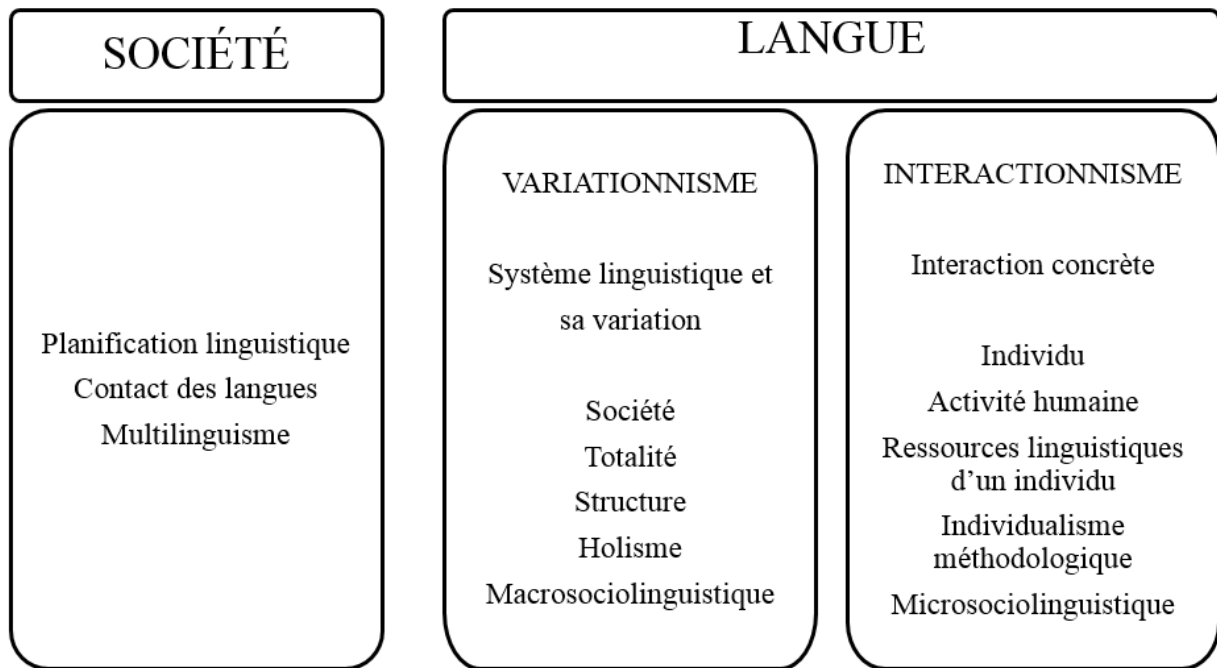 SOCIÉTÉ
Planification linguistique
Contact des langues
Multilinguisme
LANGUE
VARIATIONNISME
Système linguistique et
sa variation
Société
Totalité
Structure
Holisme
Macrosociolinguistique
INTERACTIONNISME
Interaction concrète
Individu
Activité humaine
Ressources linguistiques
d’un individu
Individualisme
méthodologique
Microsociolinguistique